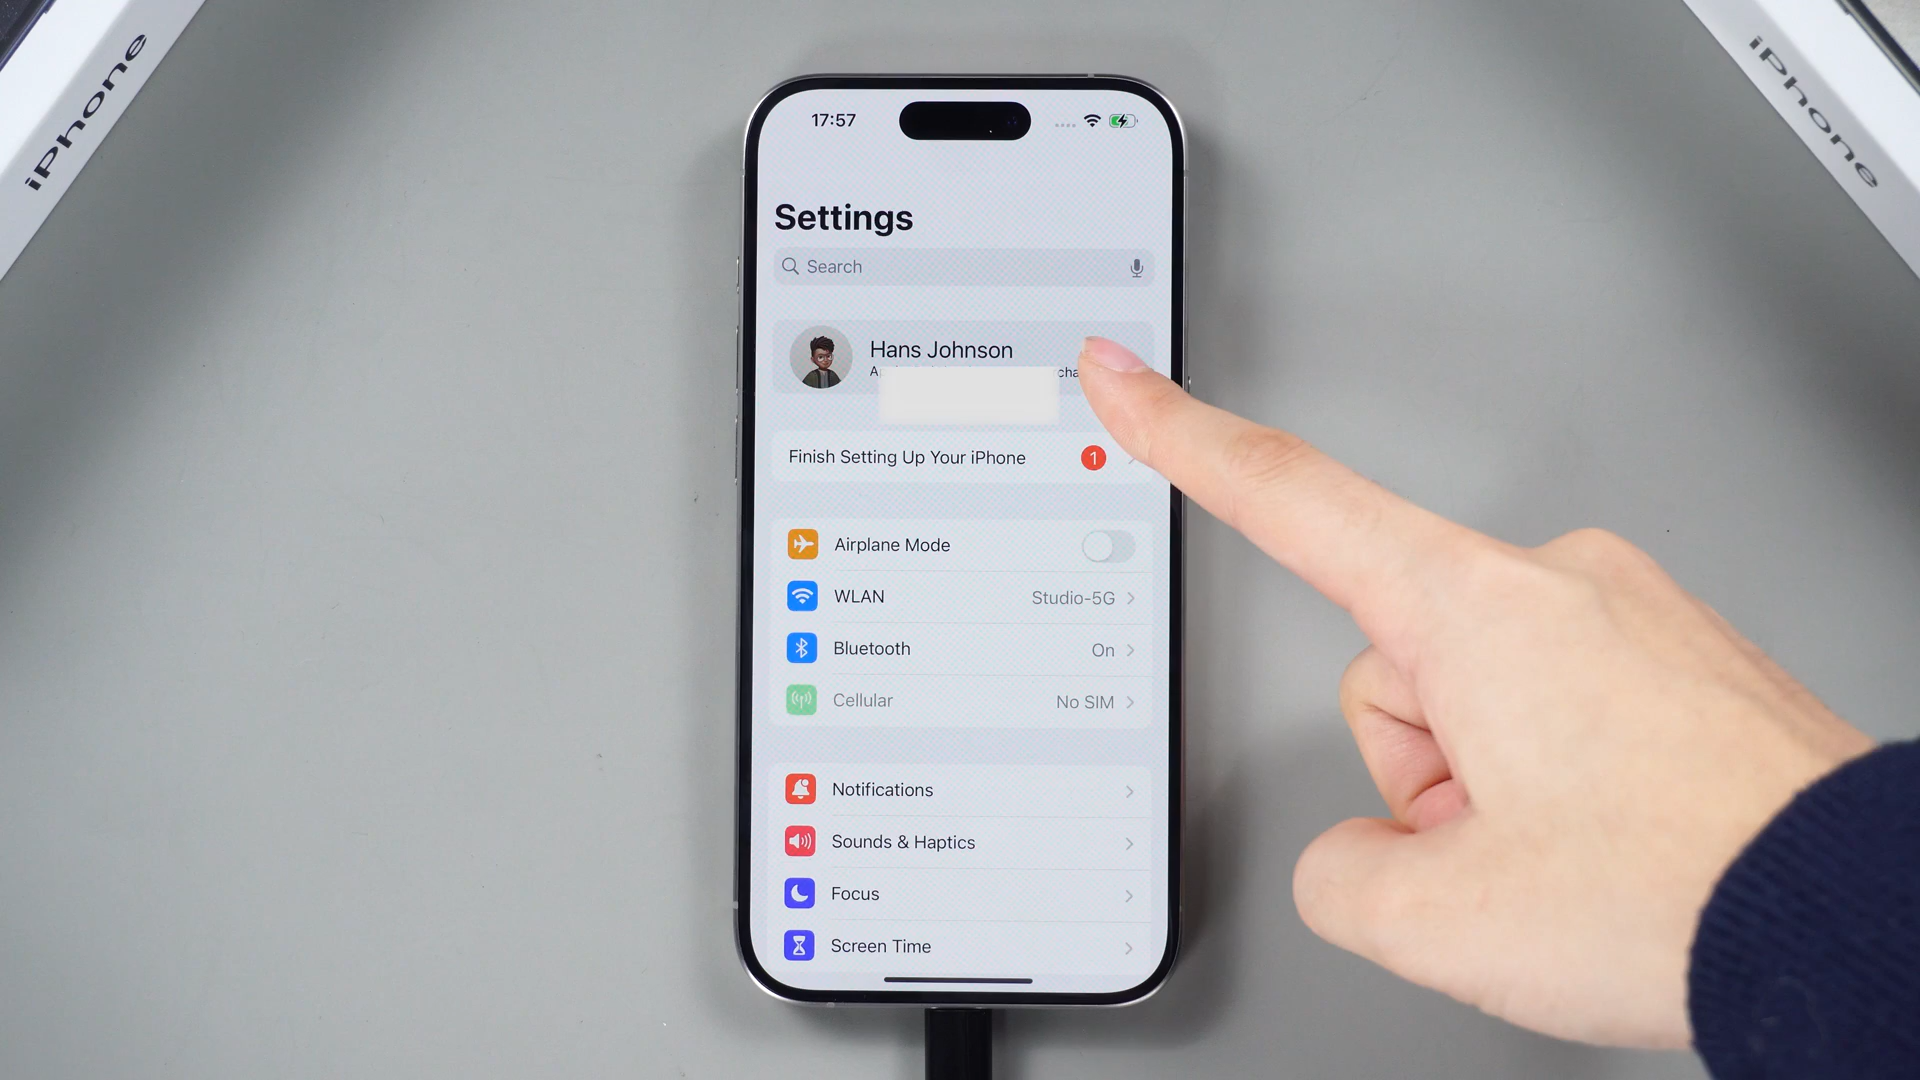 iPhone
iPhone
17:57
Settings
Search
Hans Johnson
Finish Setting Up Your iPhone 1
Airplane Mode
WLAN Studio-5G
Bluetooth On
Cellular No SIM
Notifications
Sounds & Haptics
Focus
Screen Time